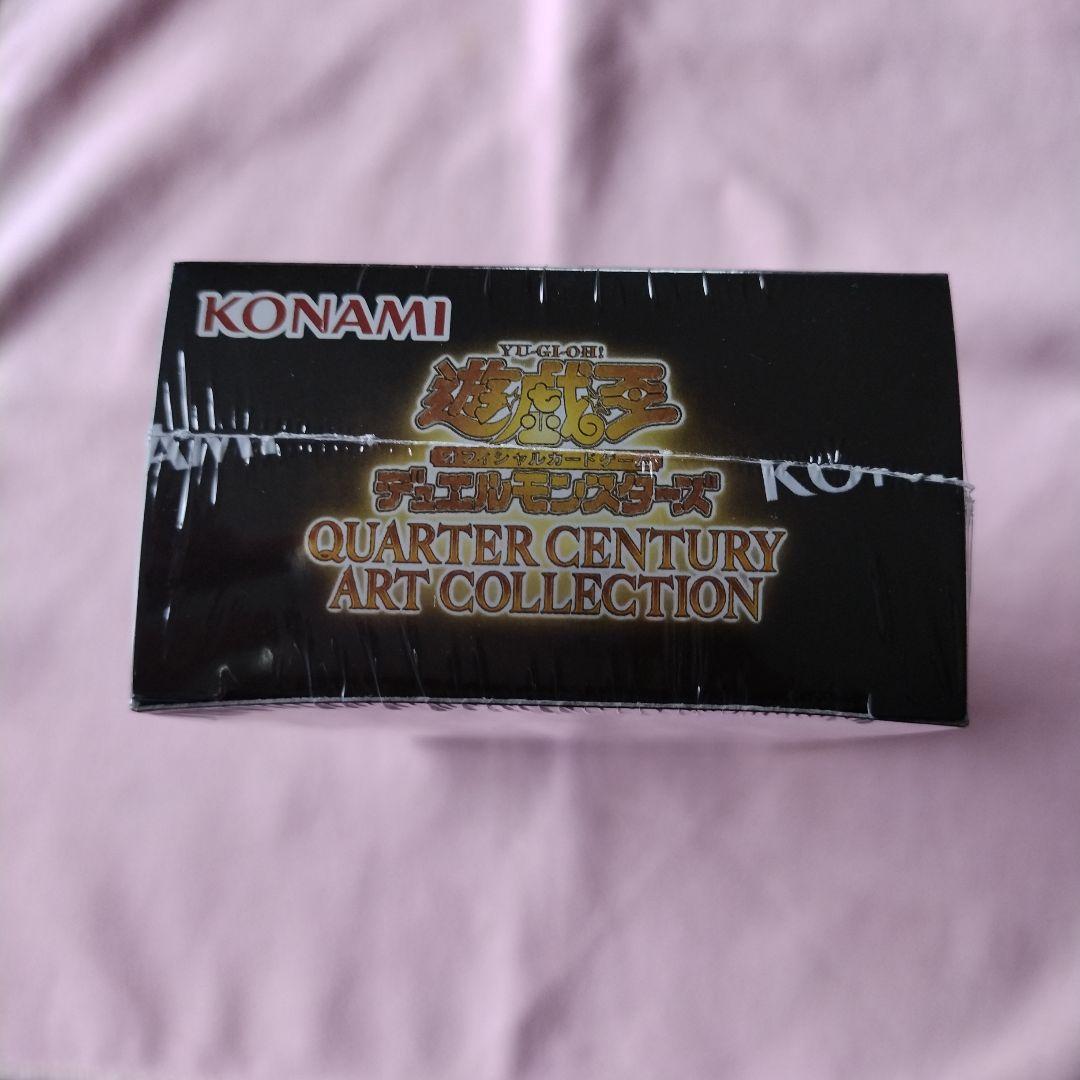 KONAMI
YU-GI-OH!
遊戯王
オフィシャルカードゲーム
デュエルモンスターズ
QUARTER CENTURY
ART COLLECTION